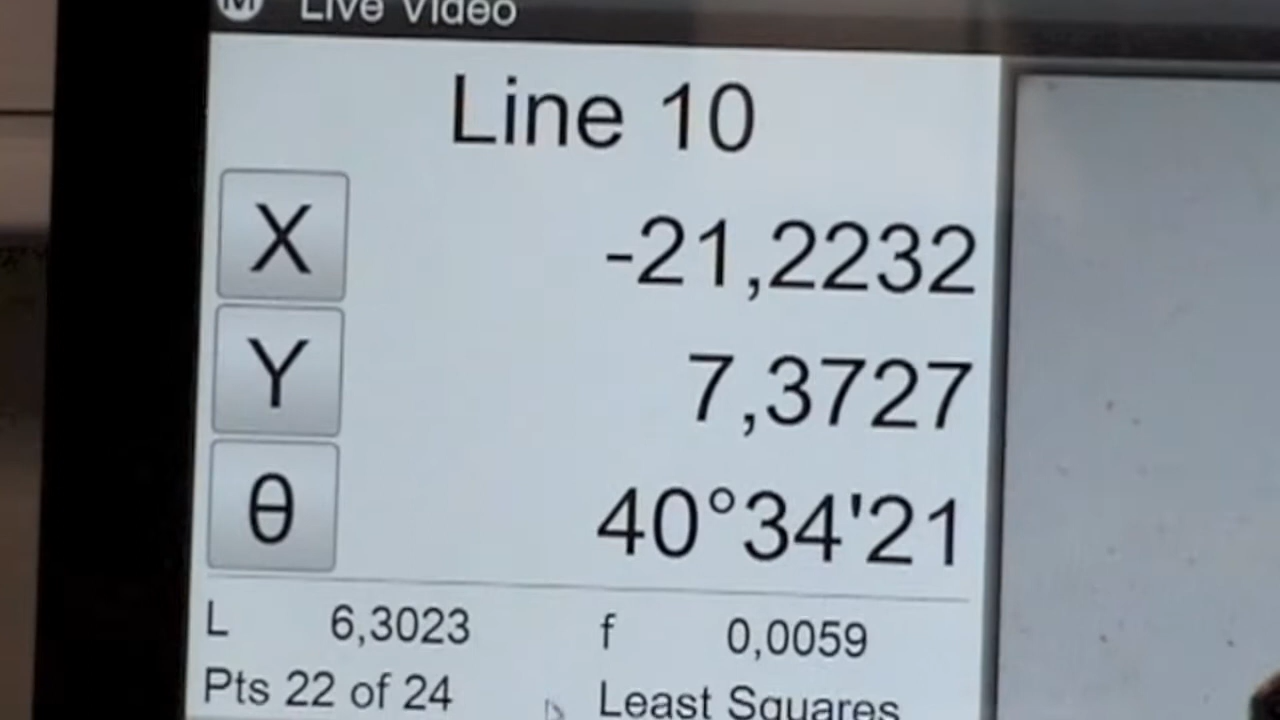 M Live Video
Line 10
X -21,2232
Y 7,3727
θ 40°34'21
L 6,3023 f 0,0059
Pts 22 of 24 Least Squares